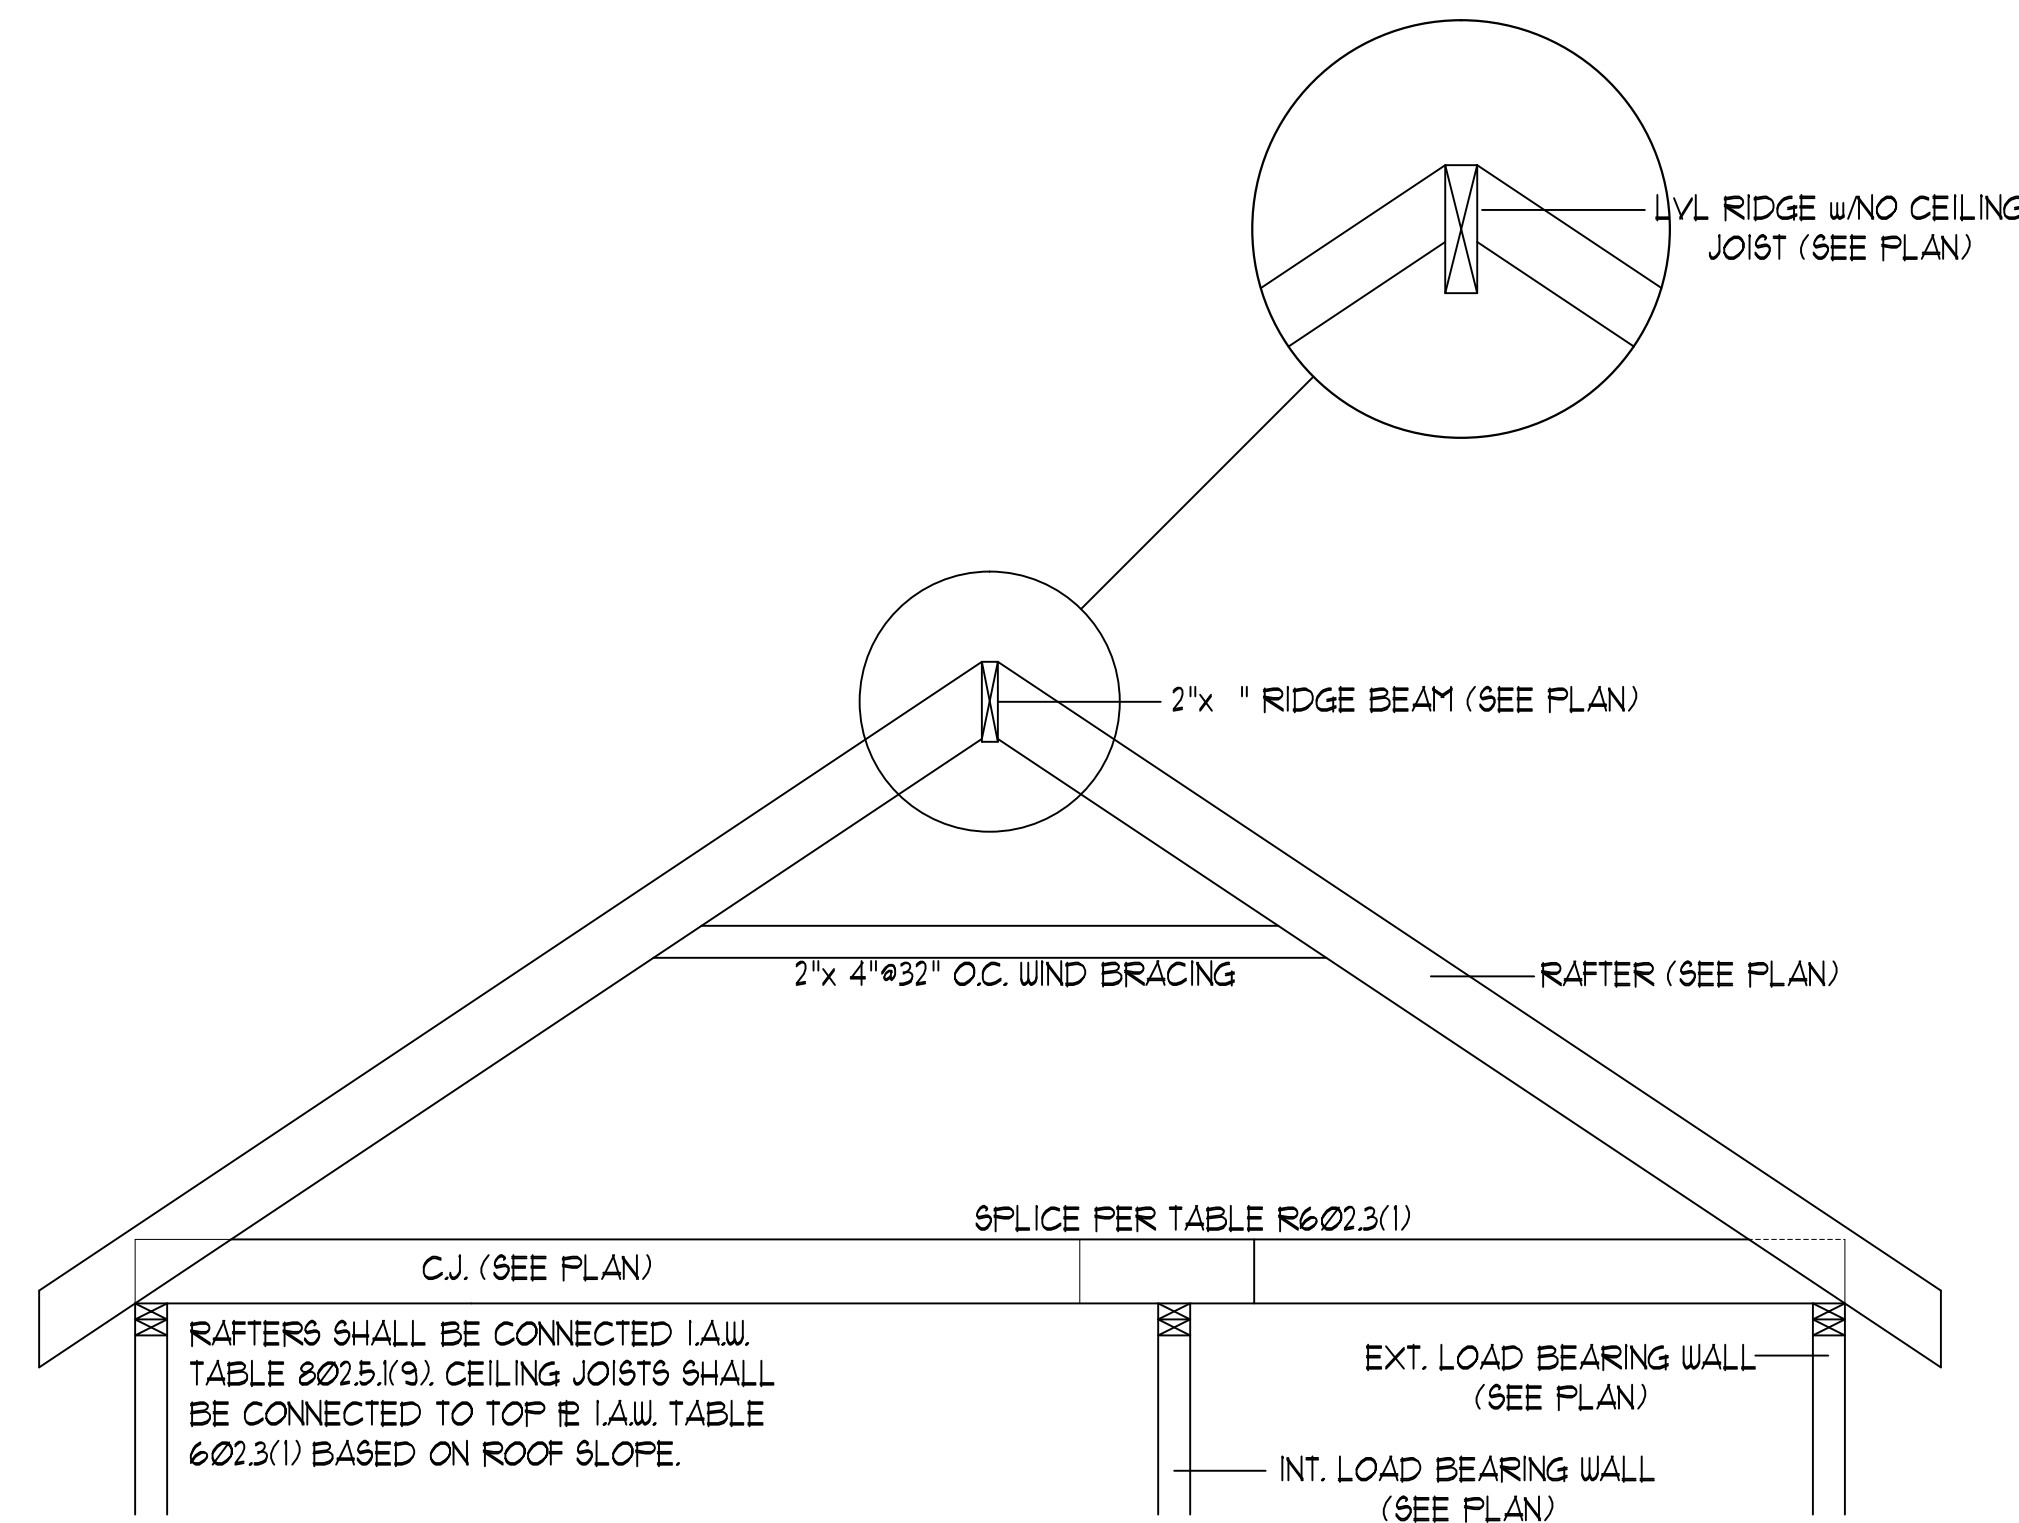 LVL RIDGE w/NO CEILING
JOIST (SEE PLAN)
2"x " RIDGE BEAM (SEE PLAN)
2"x 4"@32" O.C. WIND BRACING
RAFTER (SEE PLAN)
SPLICE PER TABLE R602.3(1)
C.J. (SEE PLAN)
RAFTERS SHALL BE CONNECTED I.A.W.
TABLE 802.5.1(9). CEILING JOISTS SHALL
BE CONNECTED TO TOP PL I.A.W. TABLE
602.3(1) BASED ON ROOF SLOPE.
EXT. LOAD BEARING WALL
(SEE PLAN)
INT. LOAD BEARING WALL
(SEE PLAN)